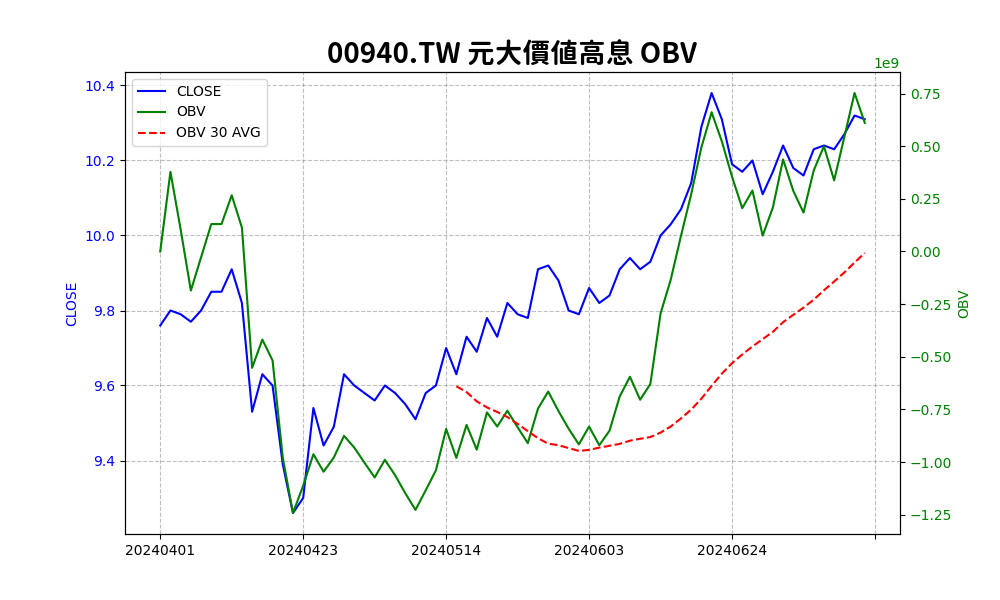 00940.TW 元大價值高息 OBV
1e9
CLOSE
OBV
OBV 30 AVG
10.4
10.2
10.0
9.8
9.6
9.4
CLOSE
0.75
0.50
0.25
0.00
−0.25
−0.50
−0.75
−1.00
−1.25
OBV
20240401
20240423
20240514
20240603
20240624